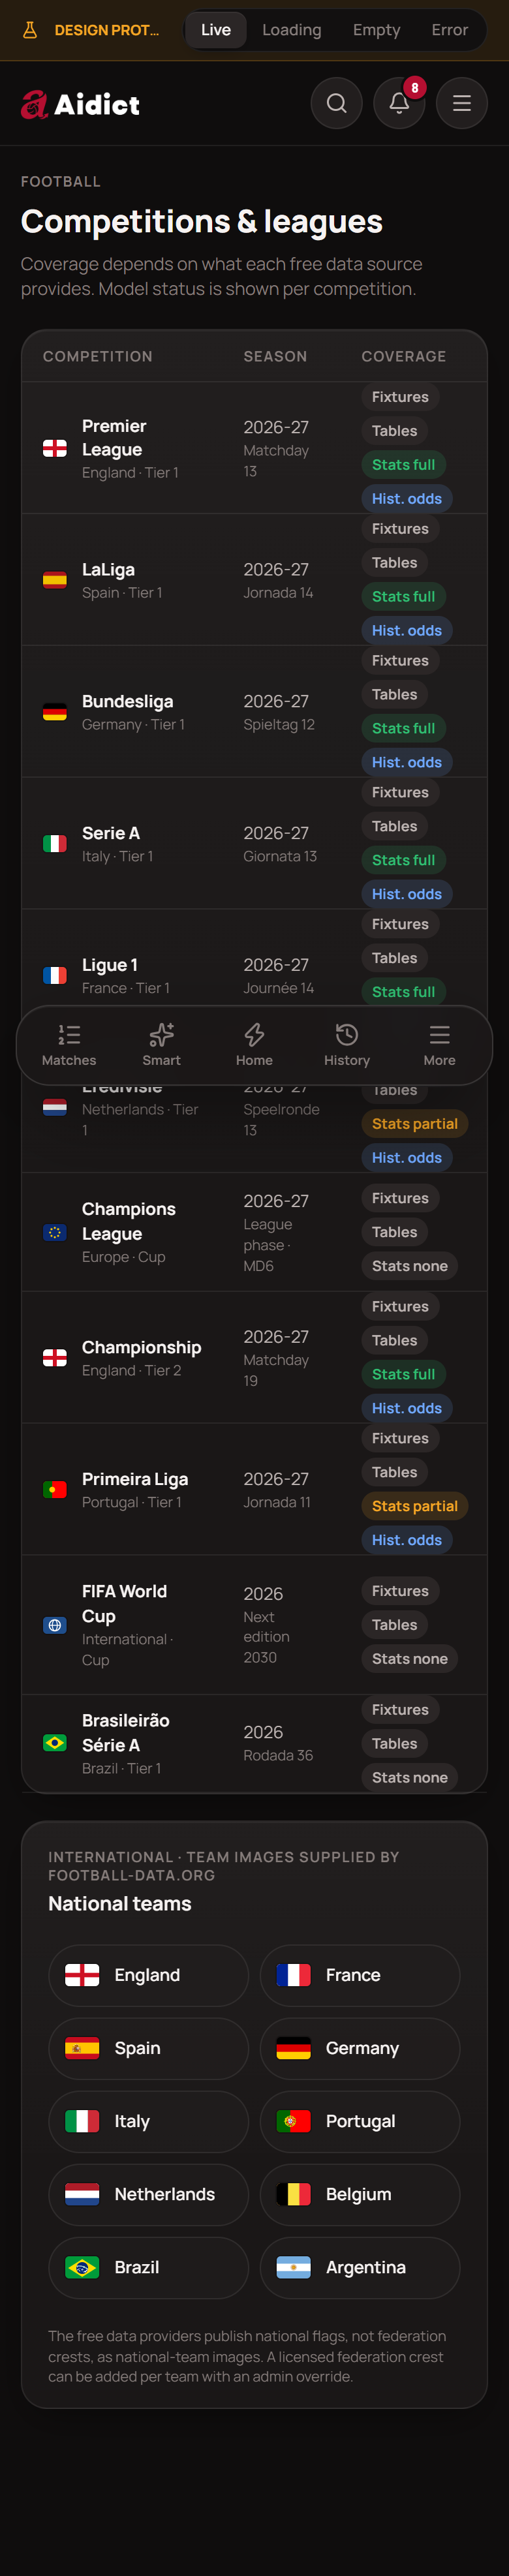 DESIGN PROT...
Live
Loading
Empty
Error
Aidict
8
FOOTBALL
Competitions & leagues
Coverage depends on what each free data source
provides. Model status is shown per competition.
COMPETITION
SEASON
COVERAGE
Premier
League
England · Tier 1
2026-27
Matchday
13
Fixtures
Tables
Stats full
Hist. odds
LaLiga
Spain · Tier 1
2026-27
Jornada 14
Fixtures
Tables
Stats full
Hist. odds
Bundesliga
Germany · Tier 1
2026-27
Spieltag 12
Fixtures
Tables
Stats full
Hist. odds
Serie A
Italy · Tier 1
2026-27
Giornata 13
Fixtures
Tables
Stats full
Hist. odds
Ligue 1
France · Tier 1
2026-27
Journée 14
Fixtures
Tables
Stats full
Matches
Smart
Home
History
More
Eredivisie
Netherlands · Tier
1
2026-27
Speelronde
13
Tables
Stats partial
Hist. odds
Champions
League
Europe · Cup
2026-27
League
phase ·
MD6
Fixtures
Tables
Stats none
Championship
England · Tier 2
2026-27
Matchday
19
Fixtures
Tables
Stats full
Hist. odds
Primeira Liga
Portugal · Tier 1
2026-27
Jornada 11
Fixtures
Tables
Stats partial
Hist. odds
FIFA World
Cup
International ·
Cup
2026
Next
edition
2030
Fixtures
Tables
Stats none
Brasileirão
Série A
Brazil · Tier 1
2026
Rodada 36
Fixtures
Tables
Stats none
INTERNATIONAL · TEAM IMAGES SUPPLIED BY
FOOTBALL-DATA.ORG
National teams
England
France
Spain
Germany
Italy
Portugal
Netherlands
Belgium
Brazil
Argentina
The free data providers publish national flags, not federation
crests, as national-team images. A licensed federation crest
can be added per team with an admin override.